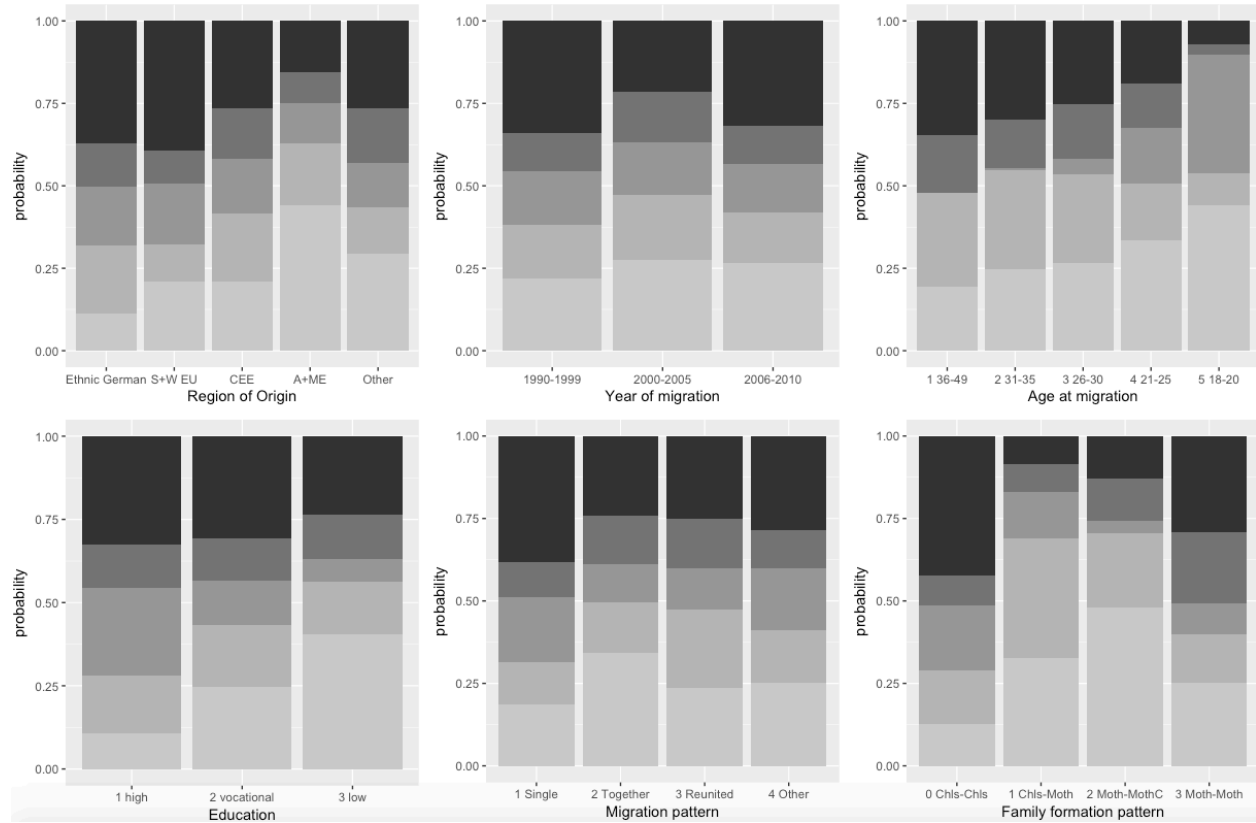 1.00
0.75
0.50
0.25
0.00
probability
Ethnic German S+W EU CEE A+ME Other
Region of Origin
1.00
0.75
0.50
0.25
0.00
probability
1990-1999 2000-2005 2006-2010
Year of migration
1.00
0.75
0.50
0.25
0.00
probability
1 36-49 2 31-35 3 26-30 4 21-25 5 18-20
Age at migration
1.00
0.75
0.50
0.25
0.00
probability
1 high 2 vocational 3 low
Education
1.00
0.75
0.50
0.25
0.00
probability
1 Single 2 Together 3 Reunited 4 Other
Migration pattern
1.00
0.75
0.50
0.25
0.00
probability
0 Chls-Chls 1 Chls-Moth 2 Moth-MothC 3 Moth-Moth
Family formation pattern